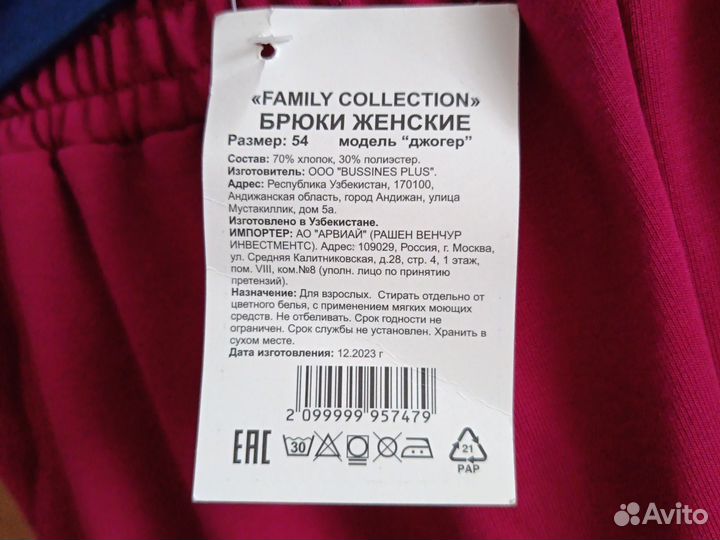 «FAMILY COLLECTION»
БРЮКИ ЖЕНСКИЕ
Размер: 54 модель “джогер”
Состав: 70% хлопок, 30% полиэстер.
Изготовитель: ООО "BUSSINES PLUS".
Адрес: Республика Узбекистан, 170100,
Андижанская область, город Андижан, улица
Мустакиллик, дом 5а.
Изготовлено в Узбекистане.
ИМПОРТЕР: АО "АРВИАЙ" (РАШЕН ВЕНЧУР
ИНВЕСТМЕНТС). Адрес: 109029, Россия, г. Москва,
ул. Средняя Калитниковская, д.28, стр. 4, 1 этаж,
пом. VIII, ком.№8 (уполн. лицо по принятию
претензий).
Назначение: Для взрослых. Стирать отдельно от
цветного белья, с применением мягких моющих
средств. Не отбеливать. Срок годности не
ограничен. Срок службы не установлен. Хранить в
сухом месте.
Дата изготовления: 12.2023 г
2 099999 957479
EAC 30 21
PAP
Avito